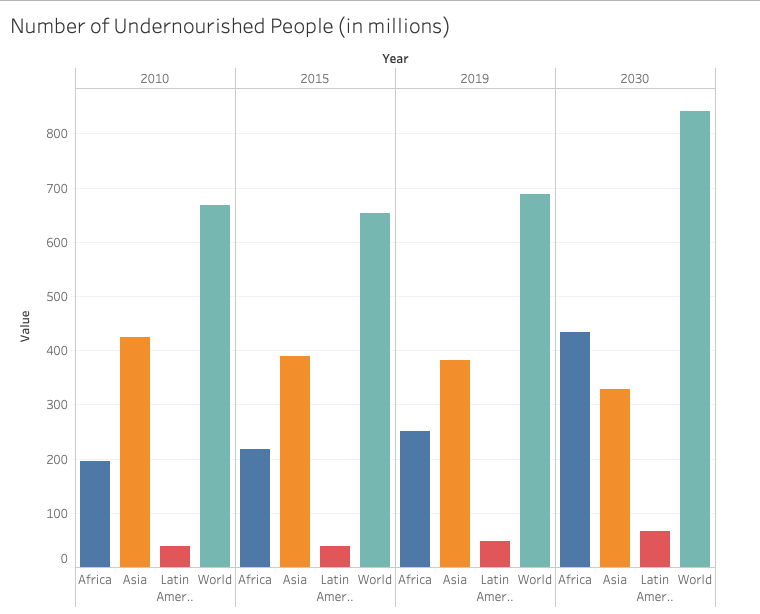 Number of Undernourished People (in millions)
Year
2010 2015 2019 2030
800
700
600
500
400
300
200
100
0
Value
Africa Asia Latin World Africa Asia Latin World Africa Asia Latin World Africa Asia Latin World
Amer.. Amer.. Amer.. Amer..